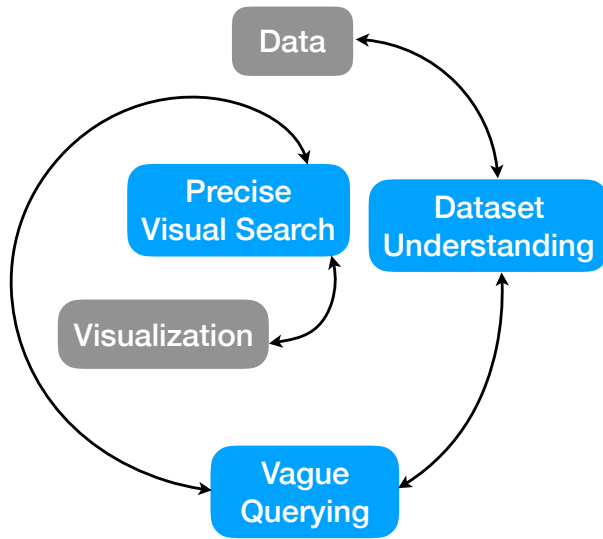 Data
Precise
Visual Search
Dataset
Understanding
Visualization
Vague
Querying